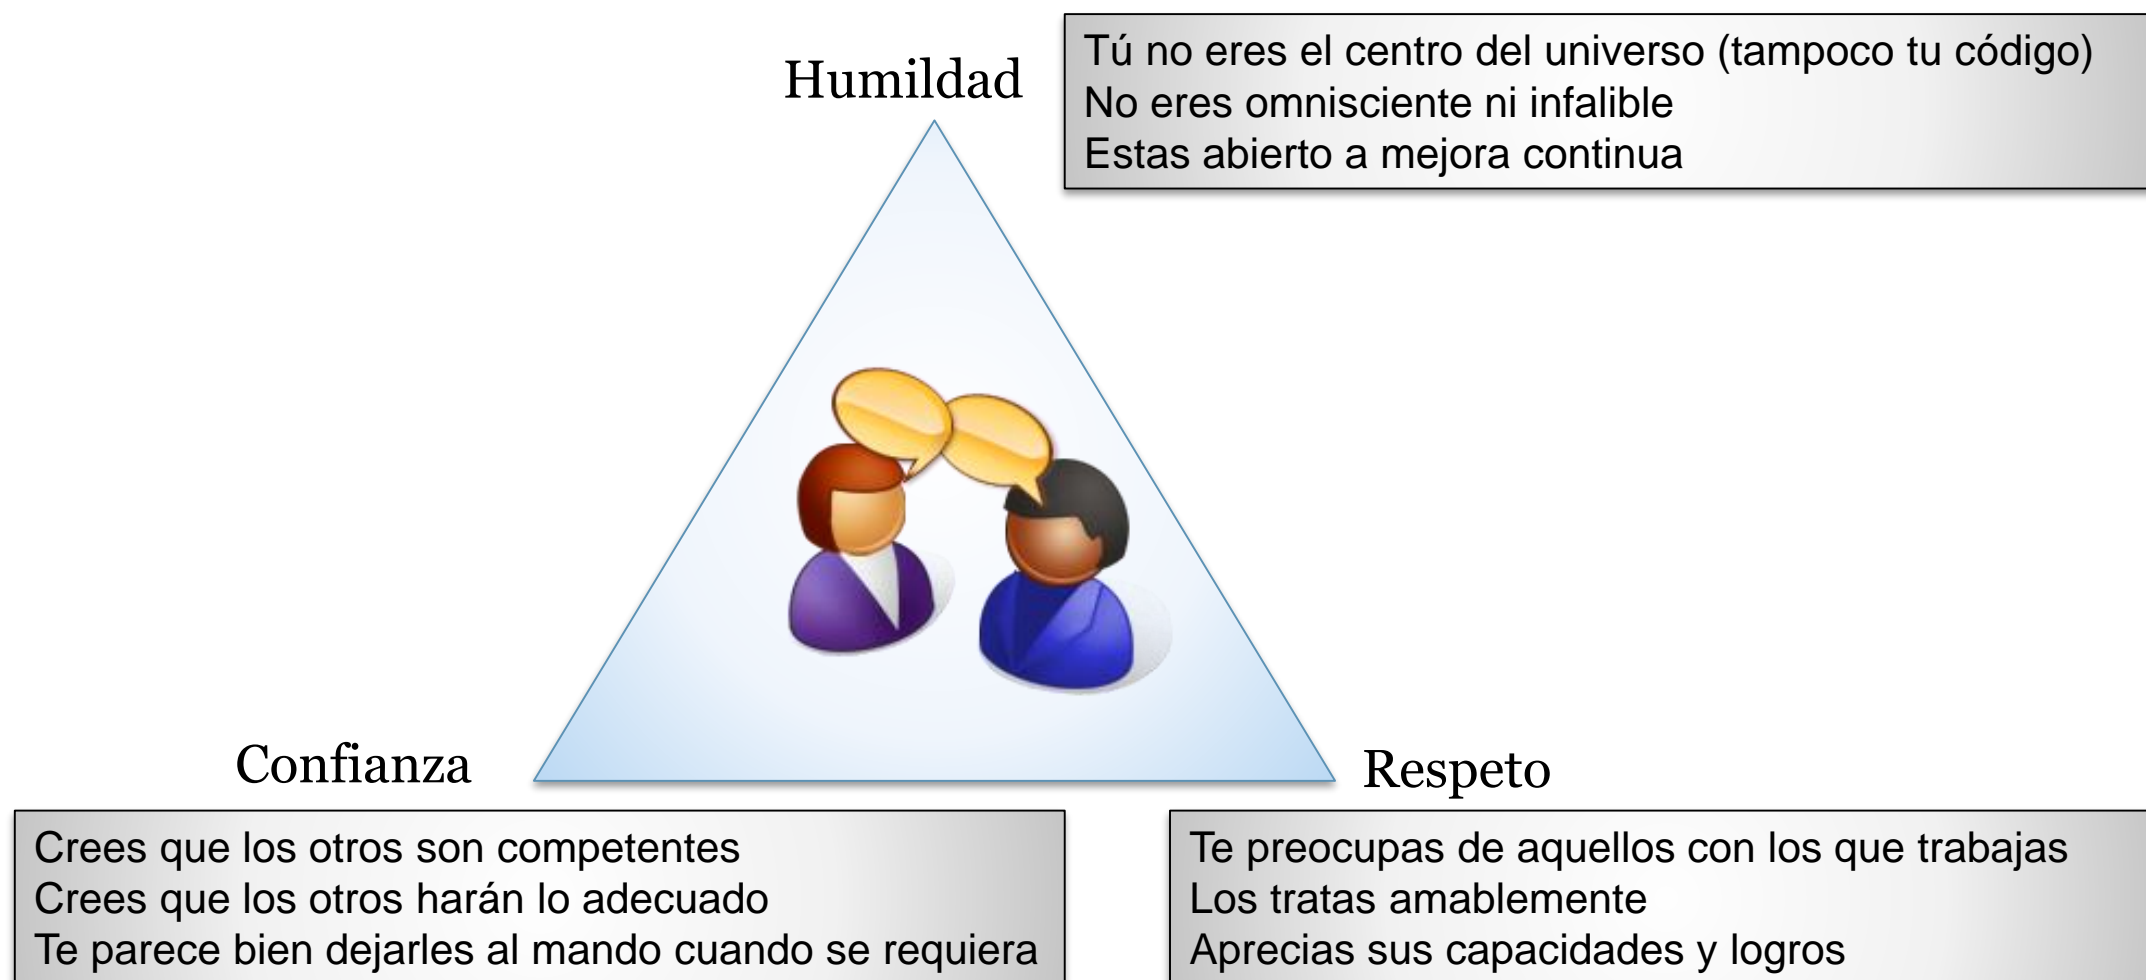 Humildad
Tú no eres el centro del universo (tampoco tu código)
No eres omnisciente ni infalible
Estas abierto a mejora continua
Confianza
Crees que los otros son competentes
Crees que los otros harán lo adecuado
Te parece bien dejarles al mando cuando se requiera
Respeto
Te preocupas de aquellos con los que trabajas
Los tratas amablemente
Aprecias sus capacidades y logros